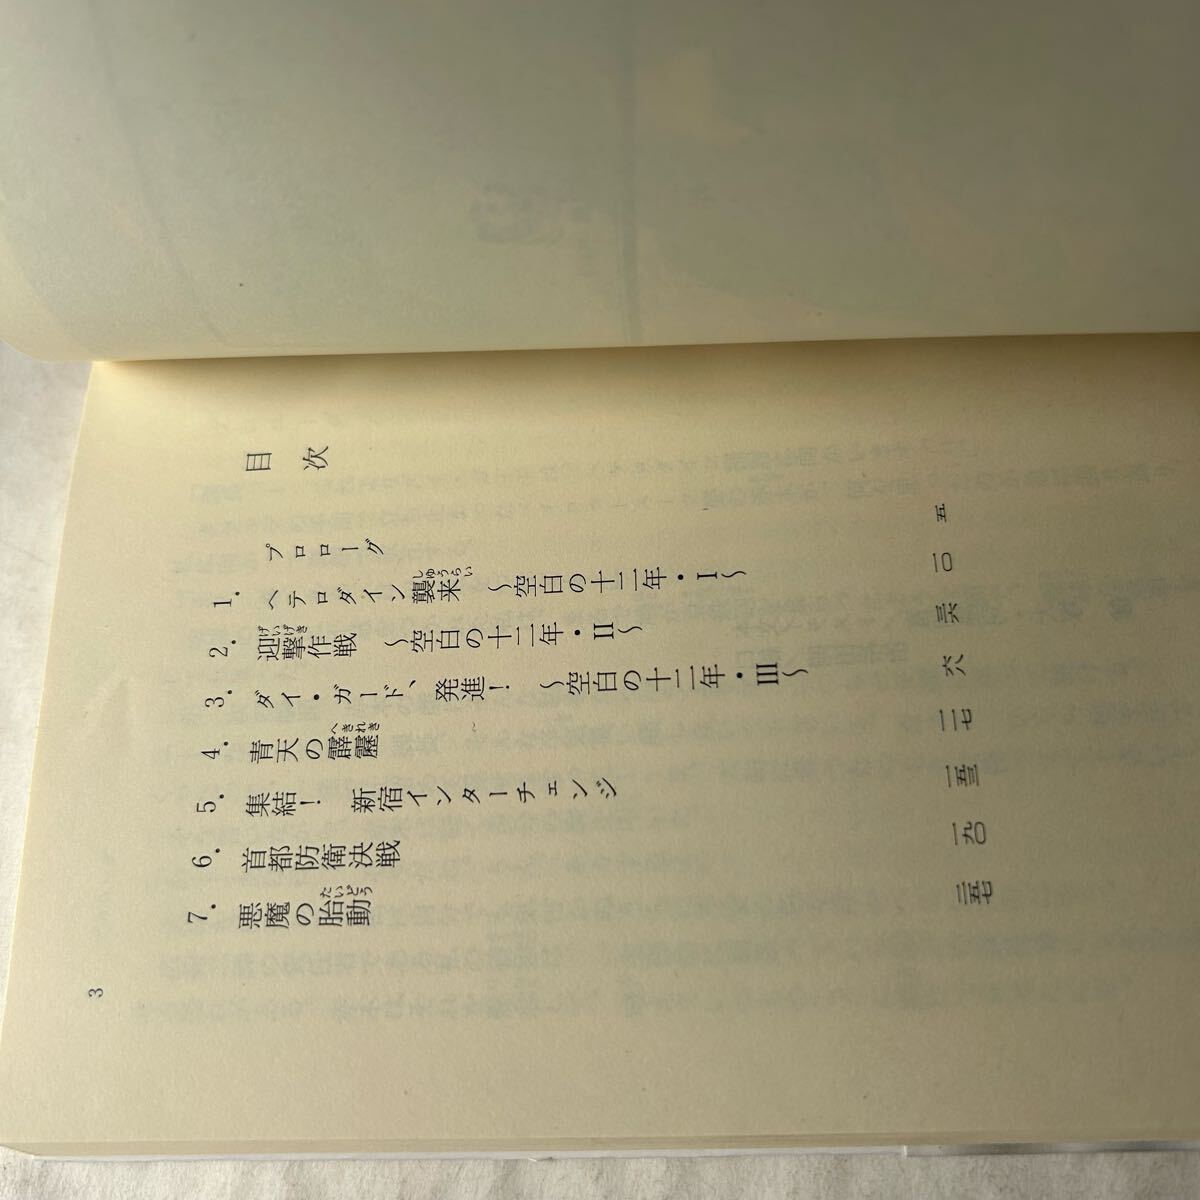 目次
プロローグ 五
1. ヘテロダイン襲来 〜空白の十二年・Ⅰ〜 一〇
2. 迎撃作戦 〜空白の十二年・Ⅱ〜 三六
3. ダイ・ガード、発進! 〜空白の十二年・Ⅲ〜 六八
4. 青天の霹靂 一一七
5. 集結! 新宿インターチェンジ 一五三
6. 首都防衛決戦 一九〇
7. 悪魔の胎動 二五七
3